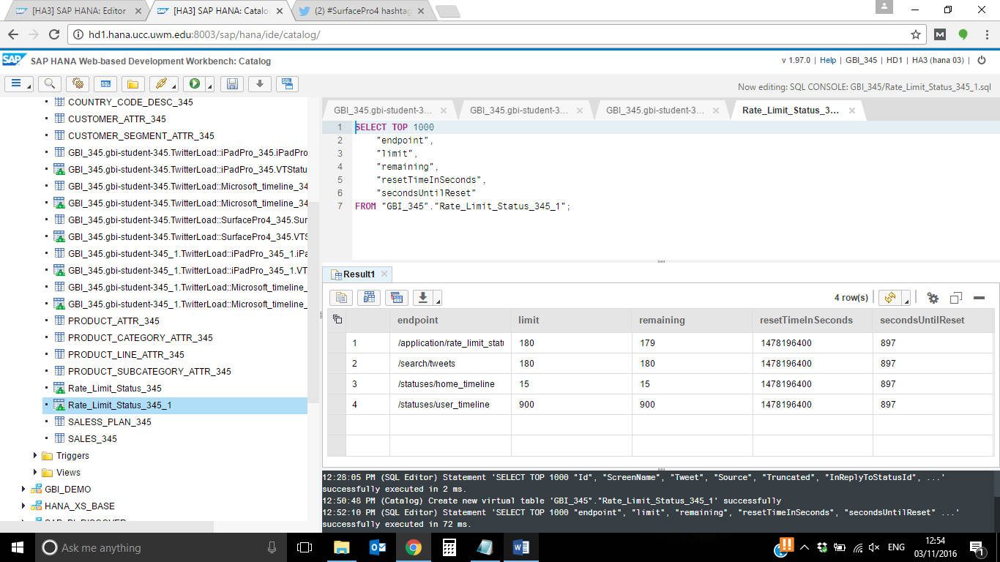 [HA3] SAP HANA: Editor
[HA3] SAP HANA: Catalo
(2) #SurfacePro4 hashtag
hd1.hana.ucc.uwm.edu:8003/sap/hana/ide/catalog/
SAP
SAP HANA Web-based Development Workbench: Catalog
v 1.97.0 | Help | GBI_345 | HD1 | HA3 (hana 03) |
Now editing: SQL CONSOLE: GBI_345/Rate_Limit_Status_345_1.sql
COUNTRY_CODE_DESC_345
CUSTOMER_ATTR_345
CUSTOMER_SEGMENT_ATTR_345
GBI_345.gbi-student-345.TwitterLoad::iPadPro_345.iPadPro
GBI_345.gbi-student-345.TwitterLoad::iPadPro_345.VTStatu
GBI_345.gbi-student-345.TwitterLoad::Microsoft_timeline_34
GBI_345.gbi-student-345.TwitterLoad::Microsoft_timeline_34
GBI_345.gbi-student-345.TwitterLoad::SurfacePro4_345.Sur
GBI_345.gbi-student-345.TwitterLoad::SurfacePro4_345.VTS
GBI_345.gbi-student-345_1.TwitterLoad::iPadPro_345_1.iPa
GBI_345.gbi-student-345_1.TwitterLoad::iPadPro_345_1.VT
GBI_345.gbi-student-345_1.TwitterLoad::Microsoft_timeline_
GBI_345.gbi-student-345_1.TwitterLoad::Microsoft_timeline_
PRODUCT_ATTR_345
PRODUCT_CATEGORY_ATTR_345
PRODUCT_LINE_ATTR_345
PRODUCT_SUBCATEGORY_ATTR_345
Rate_Limit_Status_345
Rate_Limit_Status_345_1
SALESS_PLAN_345
SALES_345
Triggers
Views
GBI_DEMO
HANA_XS_BASE
GBI_345.gbi-student-3...
GBI_345.gbi-student-3...
GBI_345.gbi-student-3...
Rate_Limit_Status_3...
1 SELECT TOP 1000
2 "endpoint",
3 "limit",
4 "remaining",
5 "resetTimeInSeconds",
6 "secondsUntilReset"
7 FROM "GBI_345"."Rate_Limit_Status_345_1";
Result1
4 row(s)
endpoint limit remaining resetTimeInSeconds secondsUntilReset
1 /application/rate_limit_statu 180 179 1478196400 897
2 /search/tweets 180 180 1478196400 897
3 /statuses/home_timeline 15 15 1478196400 897
4 /statuses/user_timeline 900 900 1478196400 897
12:28:05 PM (SQL Editor) Statement 'SELECT TOP 1000 "Id", "ScreenName", "Tweet", "Source", "Truncated", "InReplyToStatusId", ...'
successfully executed in 2 ms.
12:50:48 PM (Catalog) Create new virtual table 'GBI_345"."Rate_Limit_Status_345_1' successfully
12:52:10 PM (SQL Editor) Statement 'SELECT TOP 1000 "endpoint", "limit", "remaining", "resetTimeInSeconds", "secondsUntilReset" ...'
successfully executed in 72 ms.
Ask me anything
ENG
12:54
03/11/2016